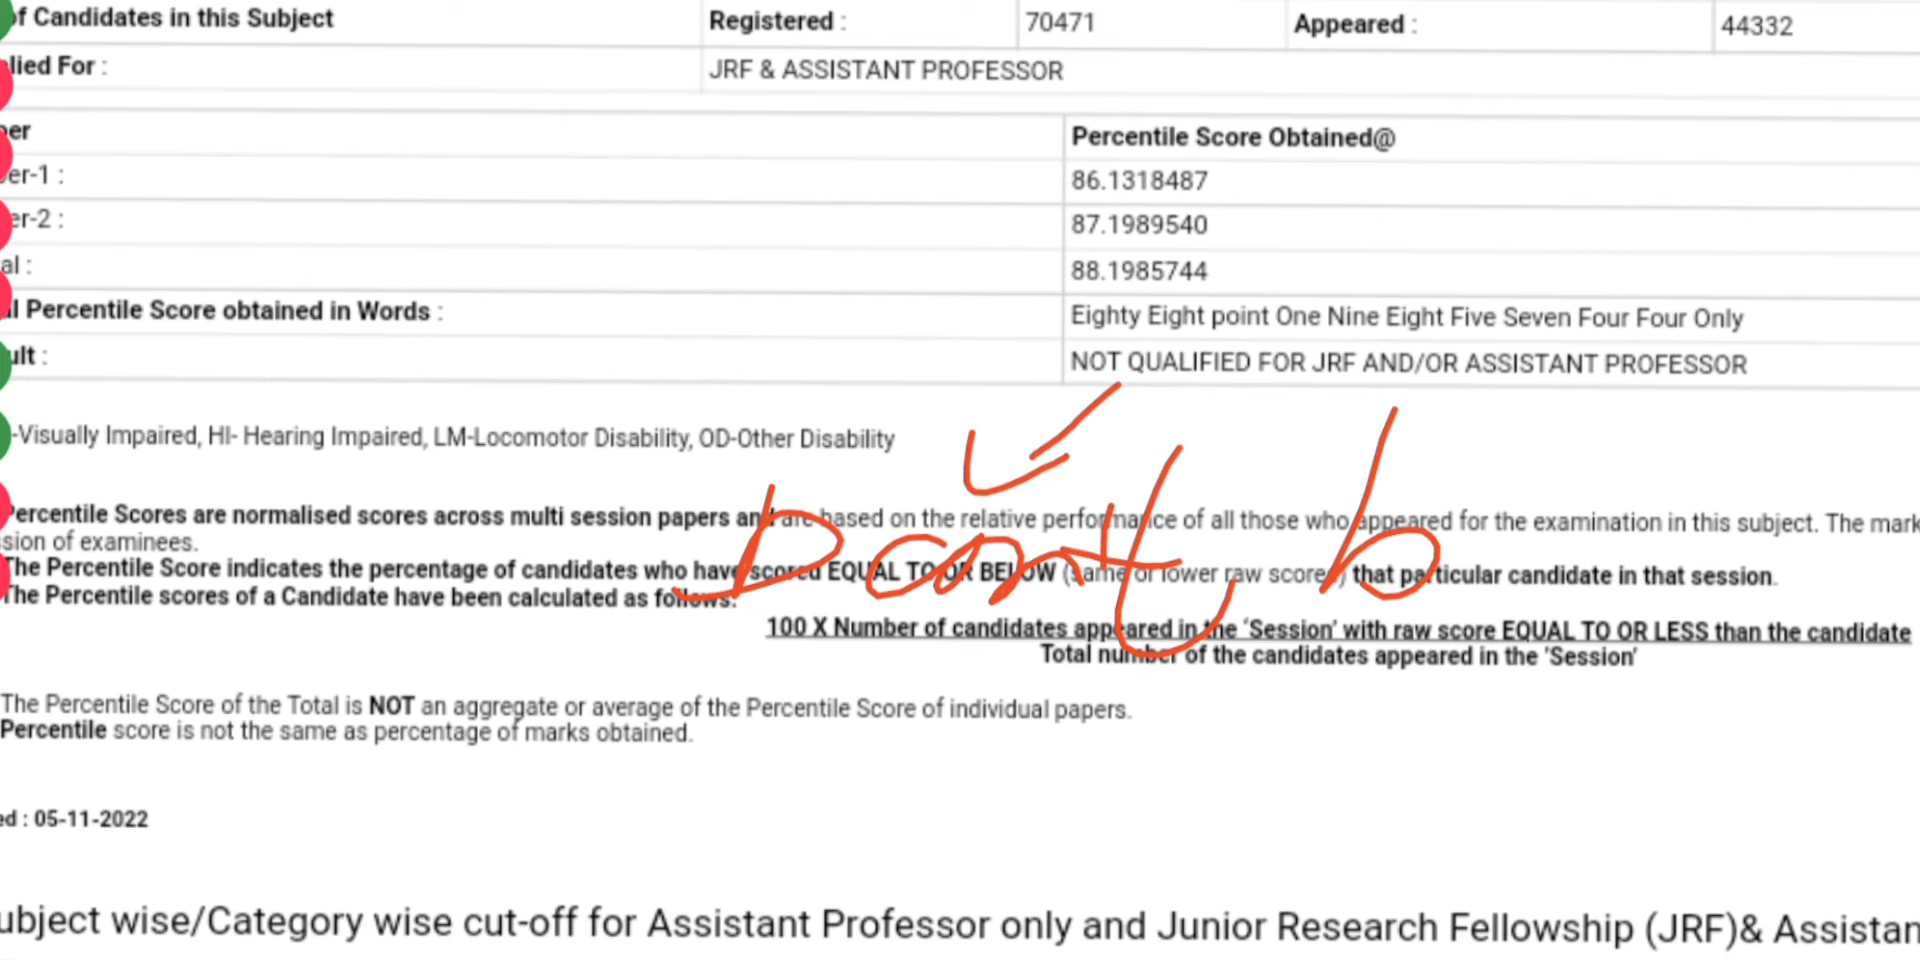 of Candidates in this Subject Registered : 70471 Appeared : 44332
lied For : JRF & ASSISTANT PROFESSOR
per Percentile Score Obtained@
er-1 : 86.1318487
er-2 : 87.1989540
al : 88.1985744
l Percentile Score obtained in Words : Eighty Eight point One Nine Eight Five Seven Four Four Only
ult : NOT QUALIFIED FOR JRF AND/OR ASSISTANT PROFESSOR
-Visually Impaired, HI- Hearing Impaired, LM-Locomotor Disability, OD-Other Disability
Percentile Scores are normalised scores across multi session papers and are based on the relative performance of all those who appeared for the examination in this subject. The mark
sion of examinees.
The Percentile Score indicates the percentage of candidates who have scored EQUAL TO OR BELOW (same or lower raw scores) that particular candidate in that session.
The Percentile scores of a Candidate have been calculated as follows:
100 X Number of candidates appeared in the ‘Session’ with raw score EQUAL TO OR LESS than the candidate
Total number of the candidates appeared in the ‘Session’
The Percentile Score of the Total is NOT an aggregate or average of the Percentile Score of individual papers.
Percentile score is not the same as percentage of marks obtained.
ed : 05-11-2022
ubject wise/Category wise cut-off for Assistant Professor only and Junior Research Fellowship (JRF)& Assistan